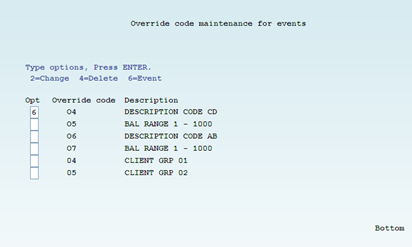 Override code maintenance for events
Type options, Press ENTER.
2=Change 4=Delete 6=Event
Opt Override code Description
6 04 DESCRIPTION CODE CD
05 BAL RANGE 1 - 1000
06 DESCRIPTION CODE AB
07 BAL RANGE 1 - 1000
04 CLIENT GRP 01
05 CLIENT GRP 02
Bottom